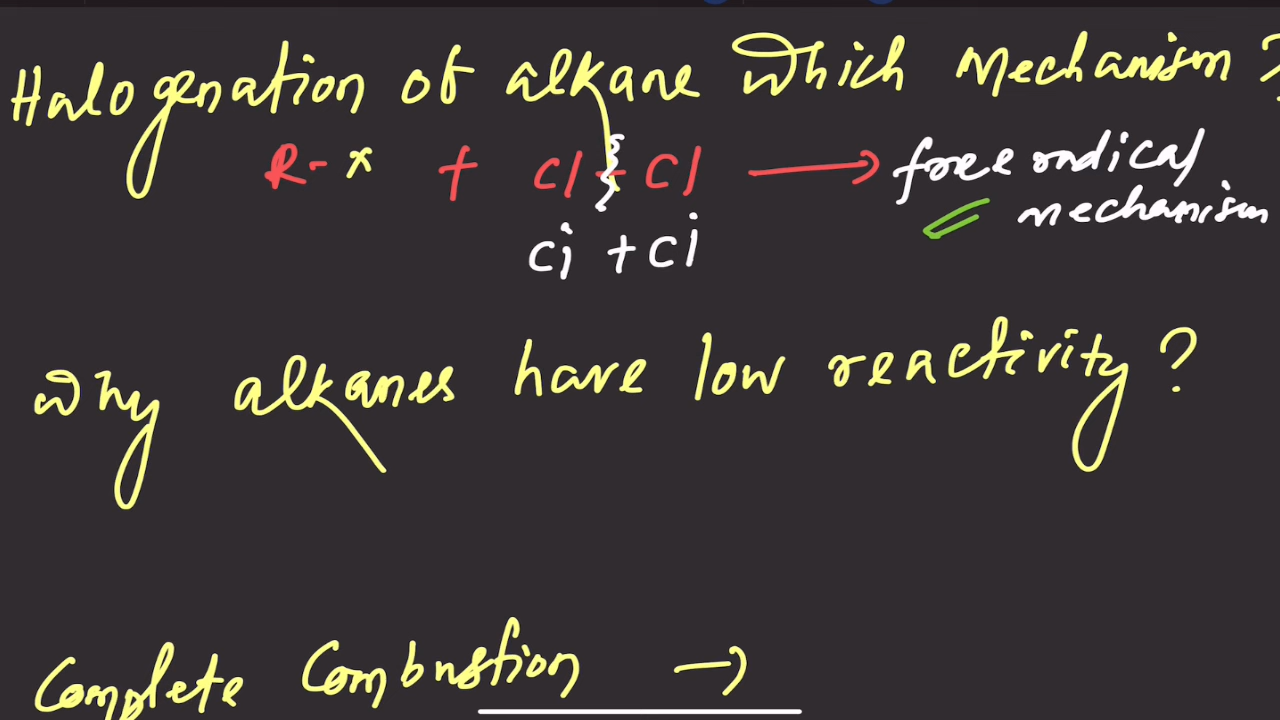 Halogenation of alkane which mechanism?
R-x + Cl-Cl → free radical
mechanism
Cl + Cl
why alkanes have low reactivity?
Complete Combustion →